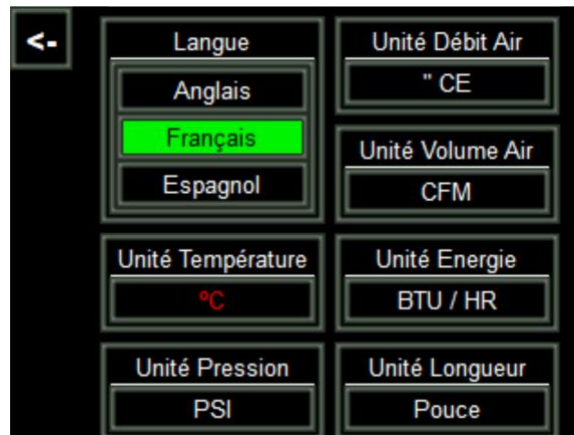 <-
Langue
Anglais
Français
Espagnol
Unité Débit Air
" CE
Unité Volume Air
CFM
Unité Température
ºC
Unité Energie
BTU / HR
Unité Pression
PSI
Unité Longueur
Pouce